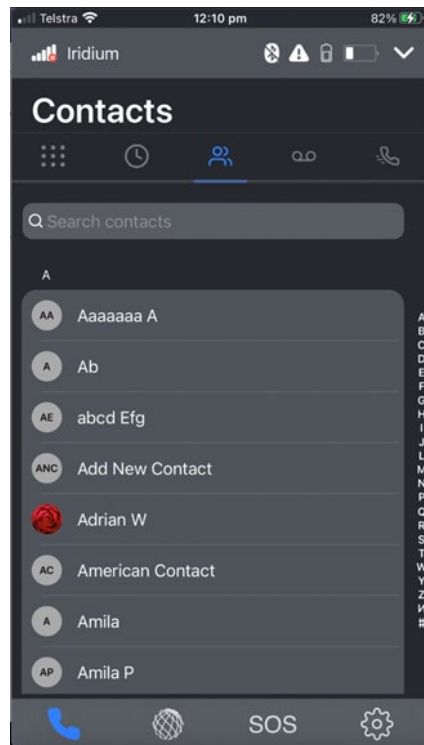 Telstra 12:10 pm 82%
Iridium
Contacts
Search contacts
A
AA Aaaaaaa A
A Ab
AE abcd Efg
ANC Add New Contact
Adrian W
AC American Contact
A Amila
AP Amila P
A
B
C
D
E
F
G
H
I
J
L
M
N
P
Q
R
S
T
W
Y
Z
И
#
SOS